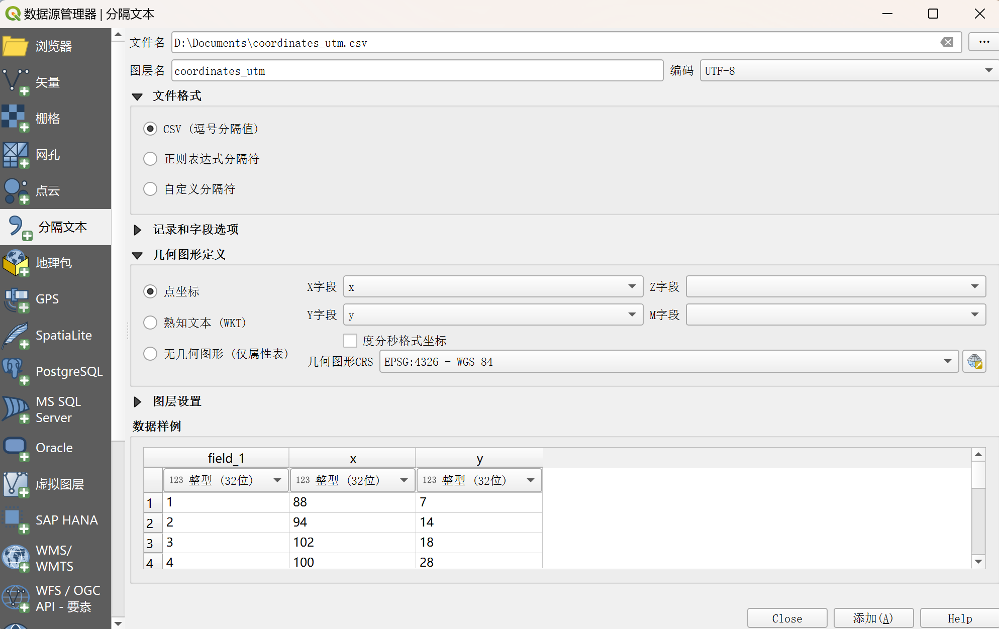 数据源管理器 | 分隔文本
浏览器
矢量
栅格
网孔
点云
分隔文本
地理包
GPS
SpatiaLite
PostgreSQL
MS SQL
Server
Oracle
虚拟图层
SAP HANA
WMS/
WMTS
WFS / OGC
API - 要素
文件名 D:\Documents\coordinates_utm.csv …
图层名 coordinates_utm 编码 UTF-8
文件格式
CSV (逗号分隔值)
正则表达式分隔符
自定义分隔符
记录和字段选项
几何图形定义
点坐标
熟知文本 (WKT)
无几何图形 (仅属性表)
X字段 x Z字段
Y字段 y M字段
度分秒格式坐标
几何图形CRS EPSG:4326 - WGS 84
图层设置
数据样例
field_1 x y
123 整型 (32位) 123 整型 (32位) 123 整型 (32位)
1 1 88 7
2 2 94 14
3 3 102 18
4 4 100 28
Close 添加(A) Help